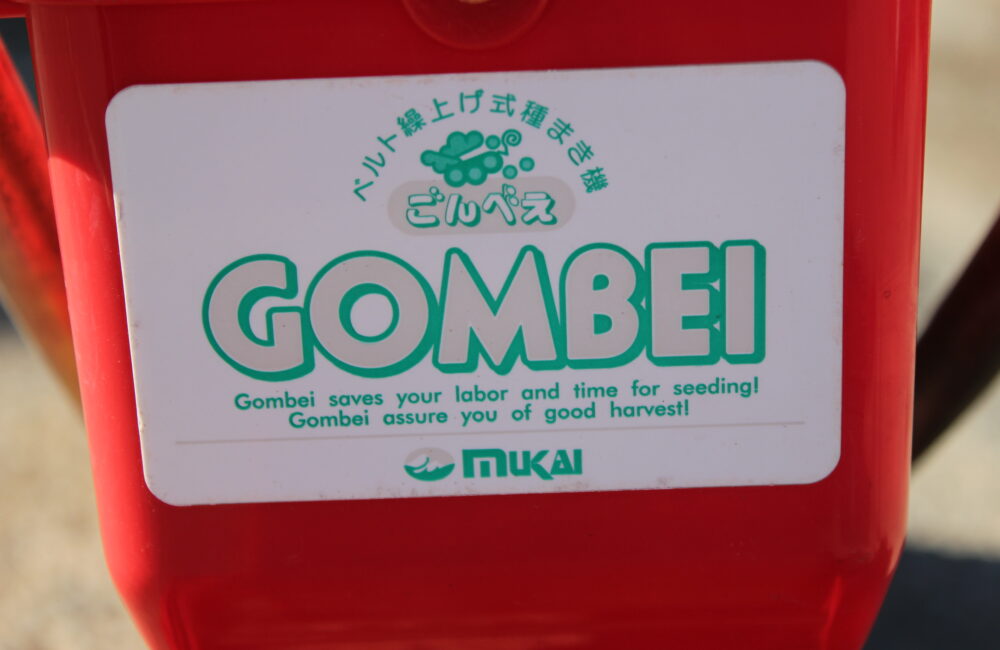 ベルト繰上げ式種まき機
ごんべえ
GOMBEI
Gombei saves your labor and time for seeding!
Gombei assure you of good harvest!
MUKAI